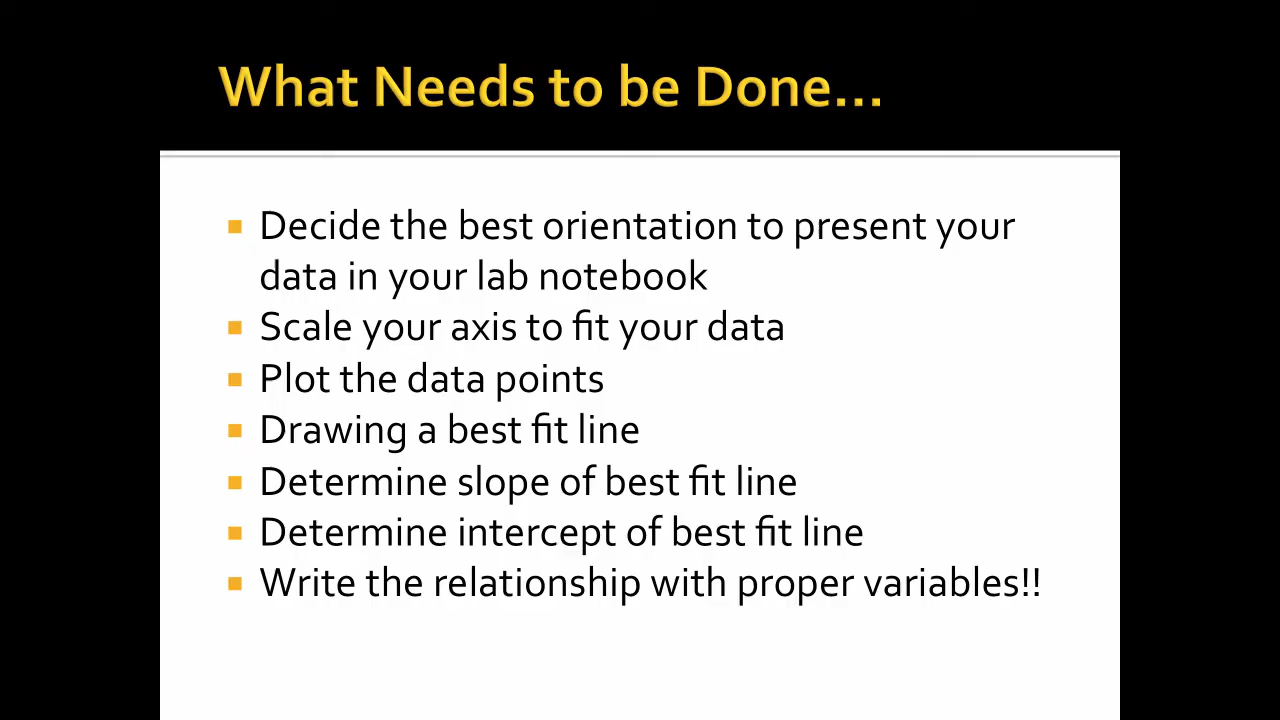 What Needs to be Done...
Decide the best orientation to present your
data in your lab notebook
Scale your axis to fit your data
Plot the data points
Drawing a best fit line
Determine slope of best fit line
Determine intercept of best fit line
Write the relationship with proper variables!!